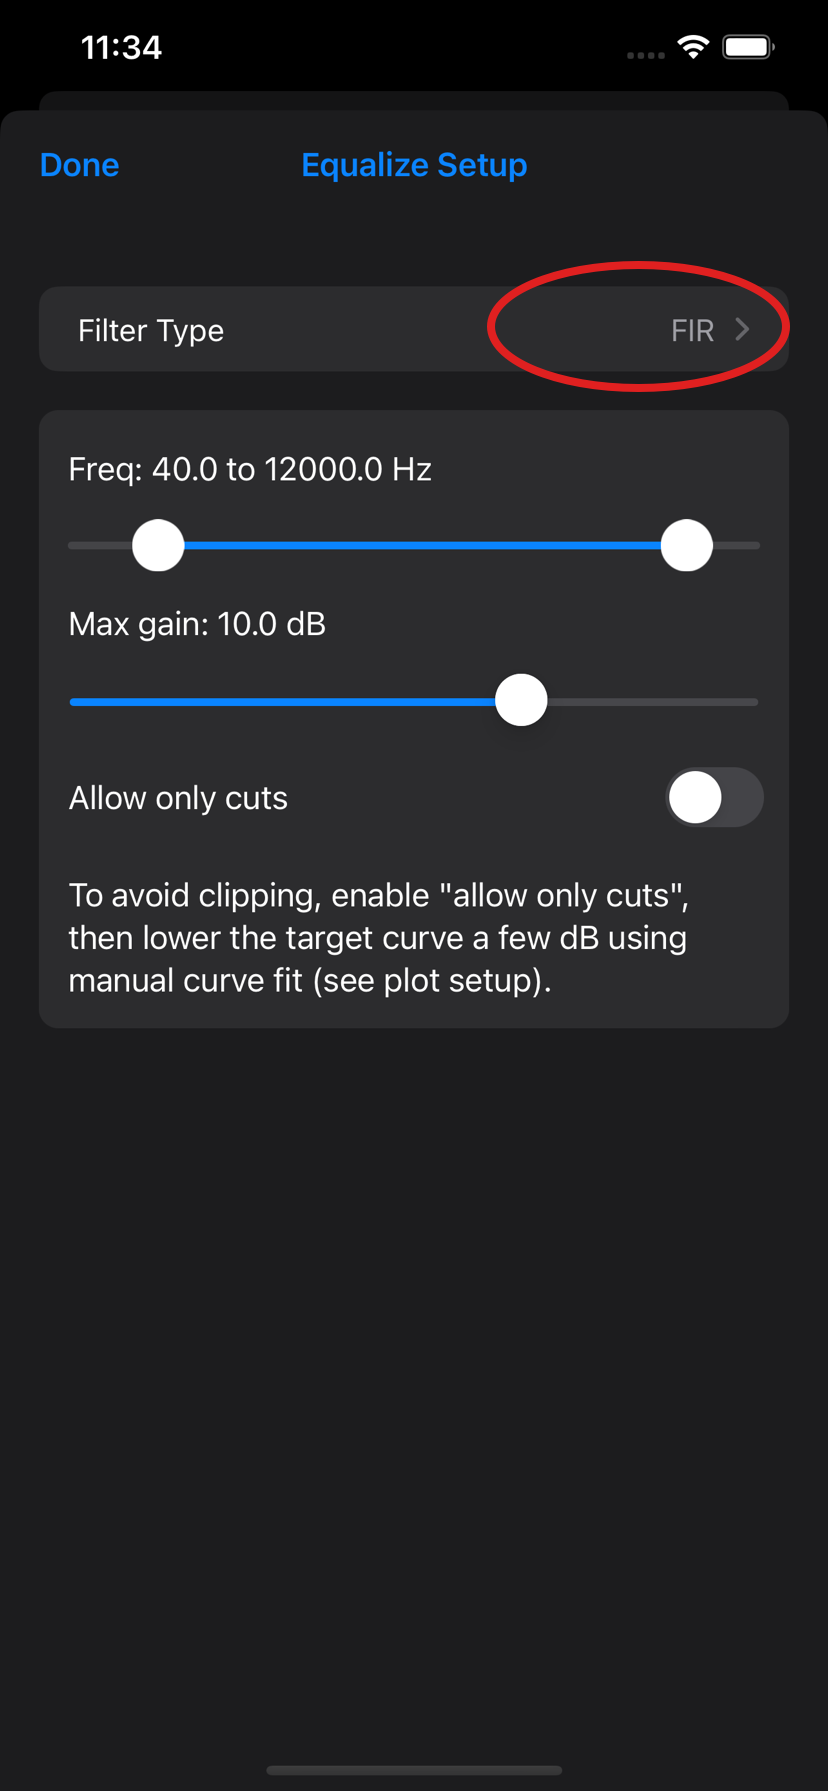 11:34
Done
Equalize Setup
Filter Type
FIR
Freq: 40.0 to 12000.0 Hz
Max gain: 10.0 dB
Allow only cuts
To avoid clipping, enable "allow only cuts",
then lower the target curve a few dB using
manual curve fit (see plot setup).